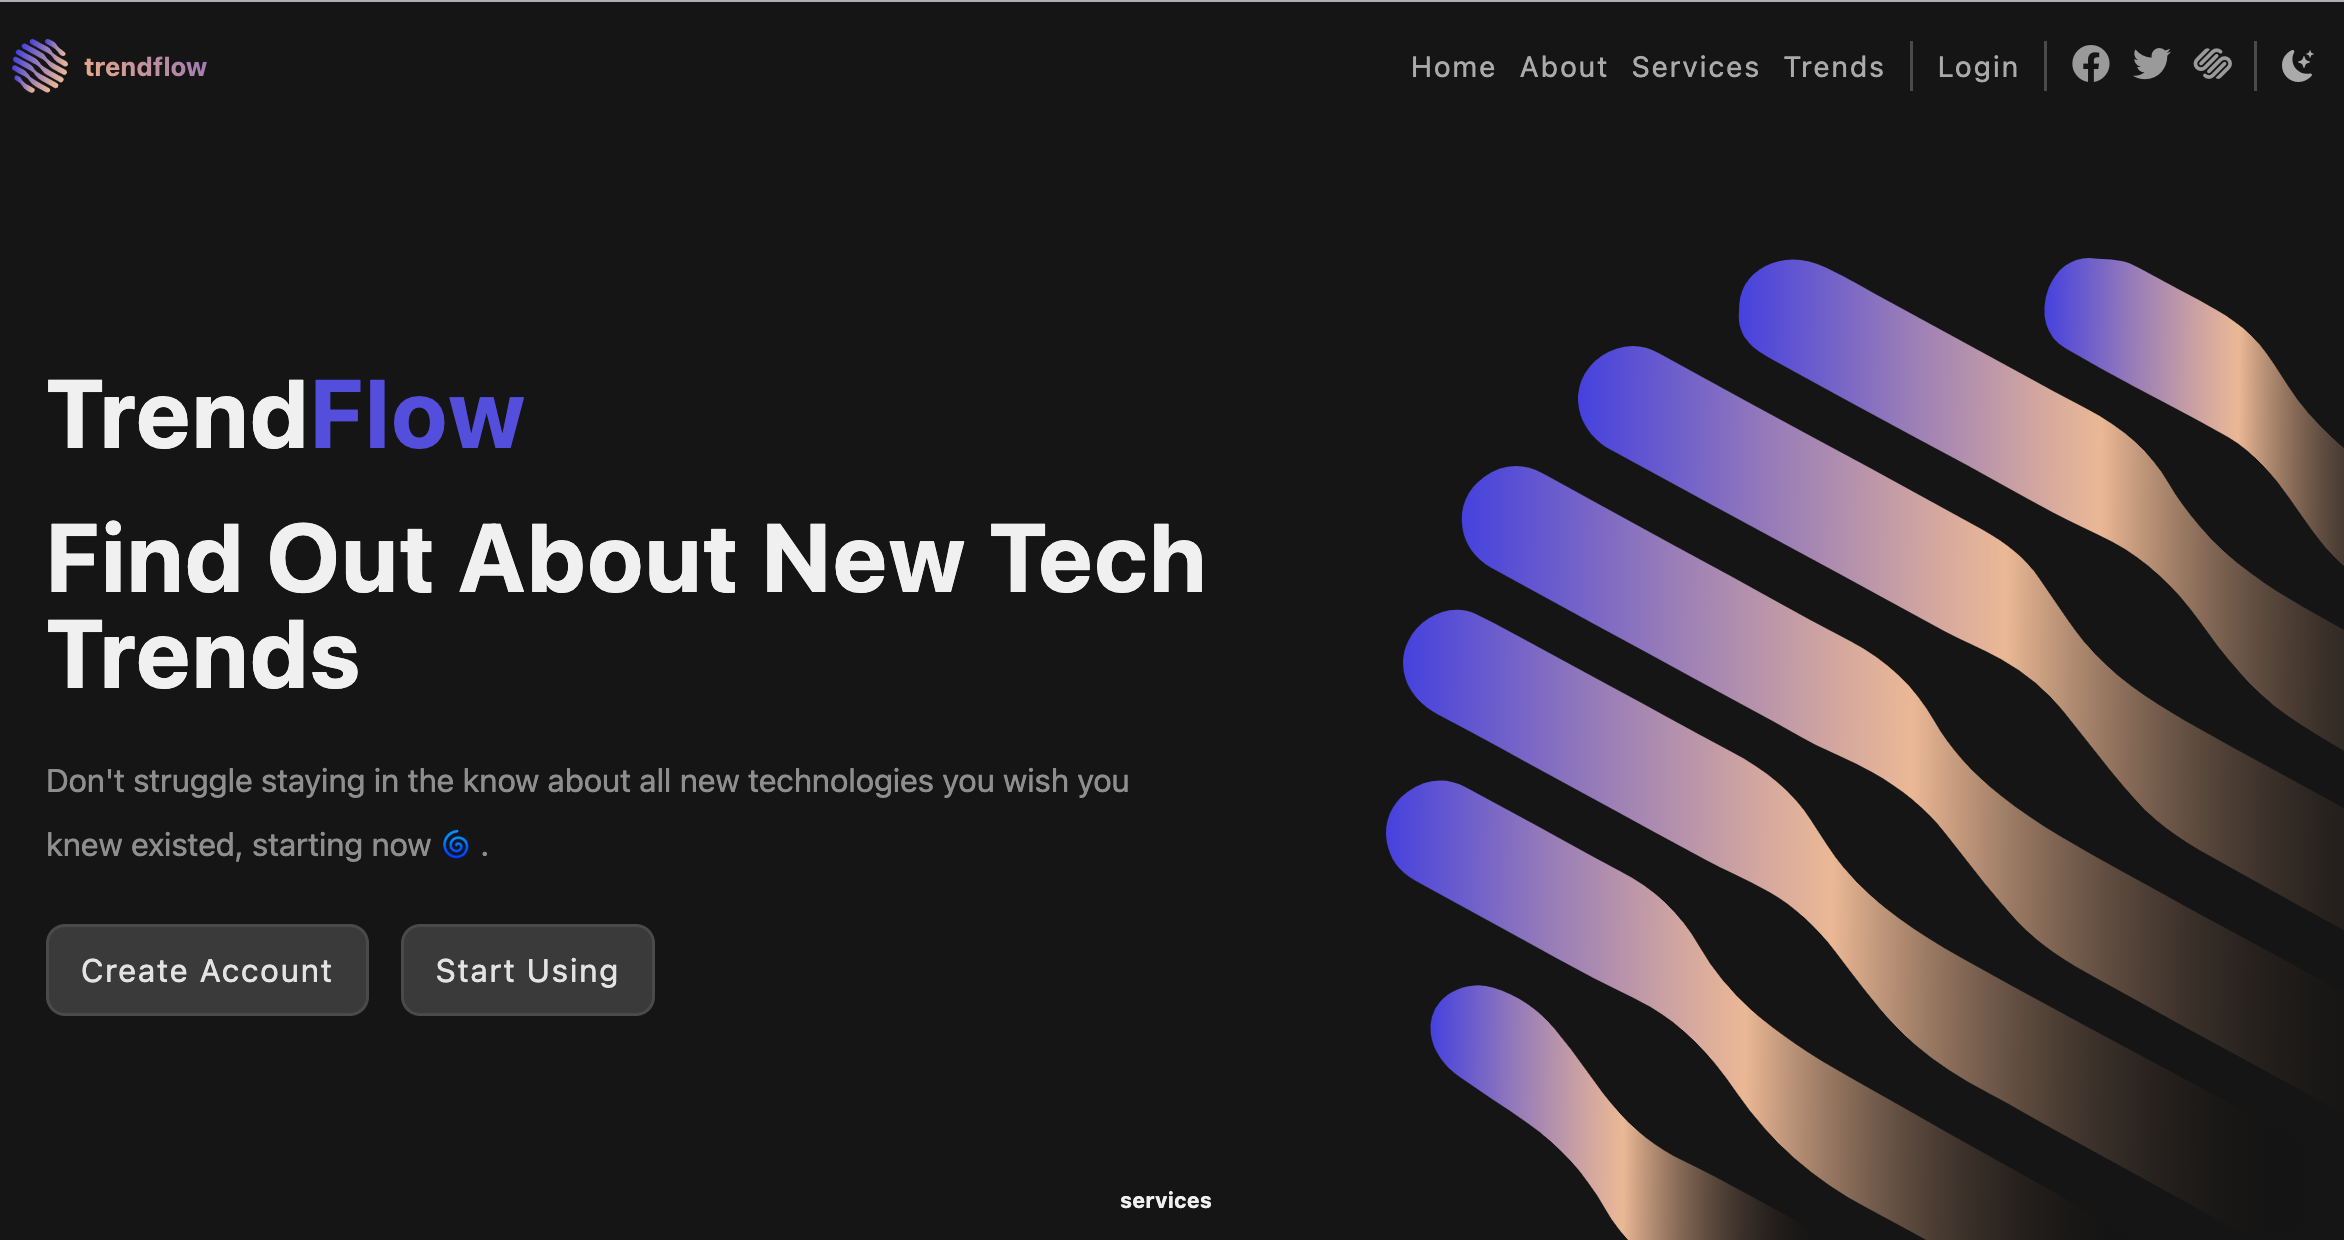 trendflow
Home About Services Trends Login
TrendFlow
Find Out About New Tech
Trends
Don't struggle staying in the know about all new technologies you wish you
knew existed, starting now 🌀 .
Create Account Start Using
services